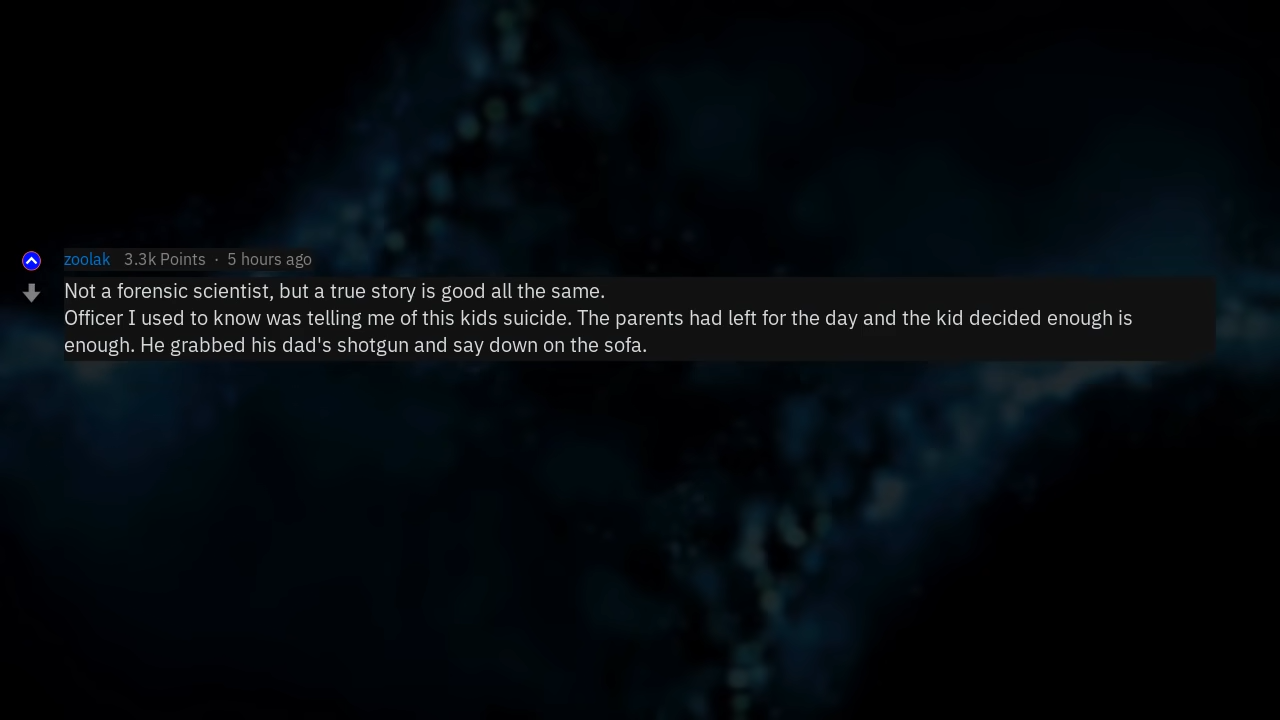 zoolak 3.3k Points · 5 hours ago
Not a forensic scientist, but a true story is good all the same.
Officer I used to know was telling me of this kids suicide. The parents had left for the day and the kid decided enough is
enough. He grabbed his dad's shotgun and say down on the sofa.